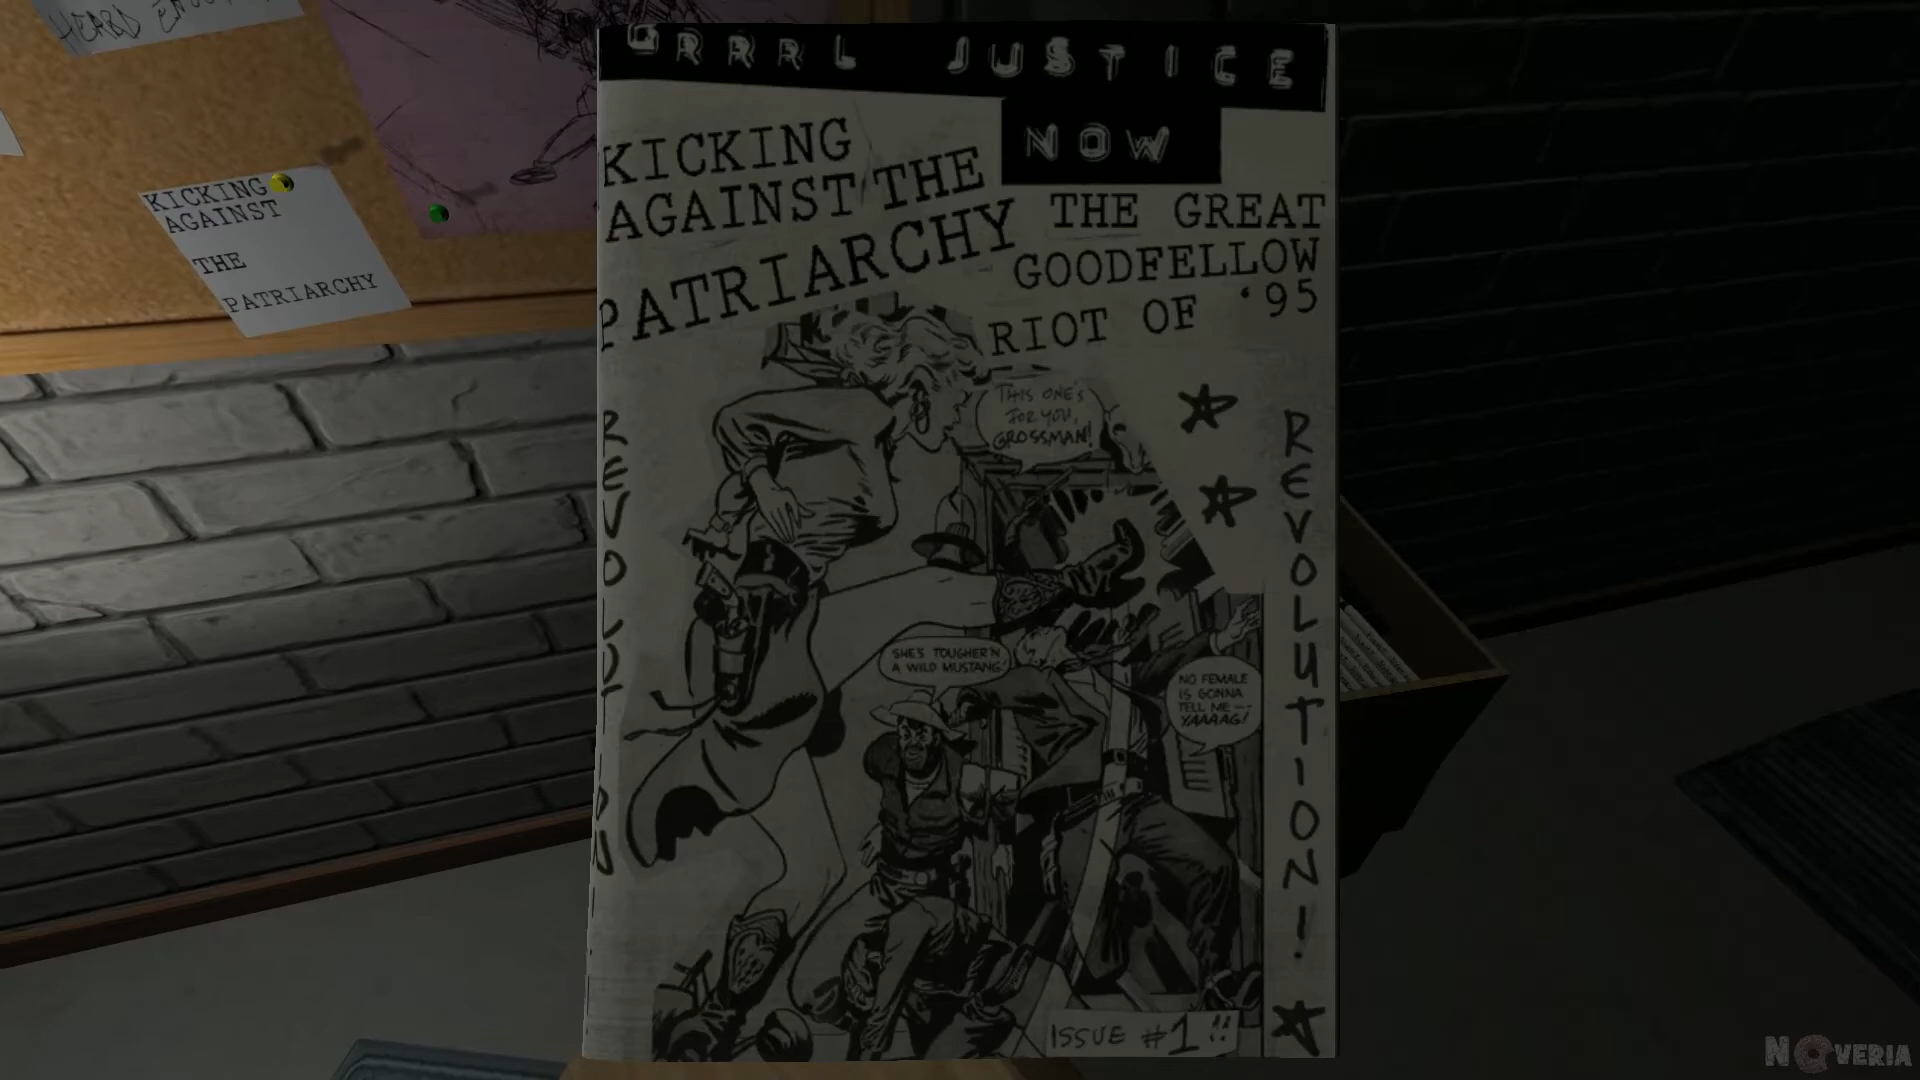 HEARD
KICKING
AGAINST
THE
PATRIARCHY
GRRRL JUSTICE
NOW
KICKING
AGAINST THE
PATRIARCHY
THE GREAT
GOODFELLOW
RIOT OF '95
THIS ONE'S
FOR YOU,
GROSSMAN!
REVOLUTION!
REVOLUTION!
SHE'S TOUGHER'N
A WILD MUSTANG!
NO FEMALE
IS GONNA
TELL ME --
YAAAAG!
ISSUE #1!!
NOVERIA